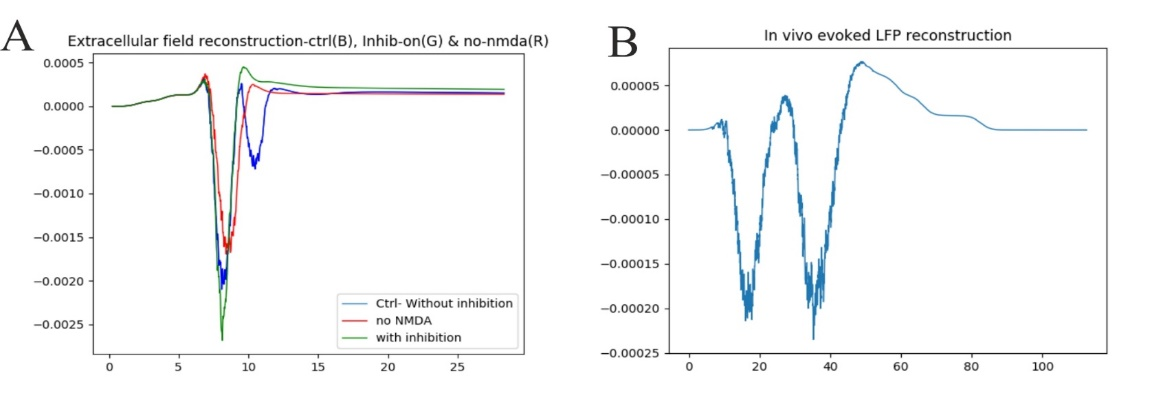 A
Extracellular field reconstruction-ctrl(B), Inhib-on(G) & no-nmda(R)
0.0005
0.0000
−0.0005
−0.0010
−0.0015
−0.0020
−0.0025
Ctrl- Without inhibition
no NMDA
with inhibition
0 5 10 15 20 25
B
In vivo evoked LFP reconstruction
0.00005
0.00000
−0.00005
−0.00010
−0.00015
−0.00020
−0.00025
0 20 40 60 80 100